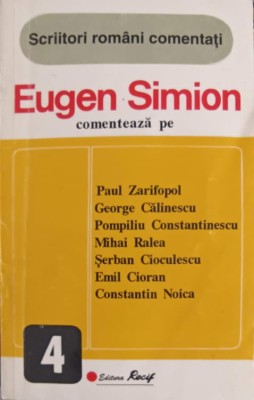 Scriitori români comentați
Eugen Simion
comentează pe
Paul Zarifopol
George Călinescu
Pompiliu Constantinescu
Mihai Ralea
Șerban Cioculescu
Emil Cioran
Constantin Noica
4
Editura Recif